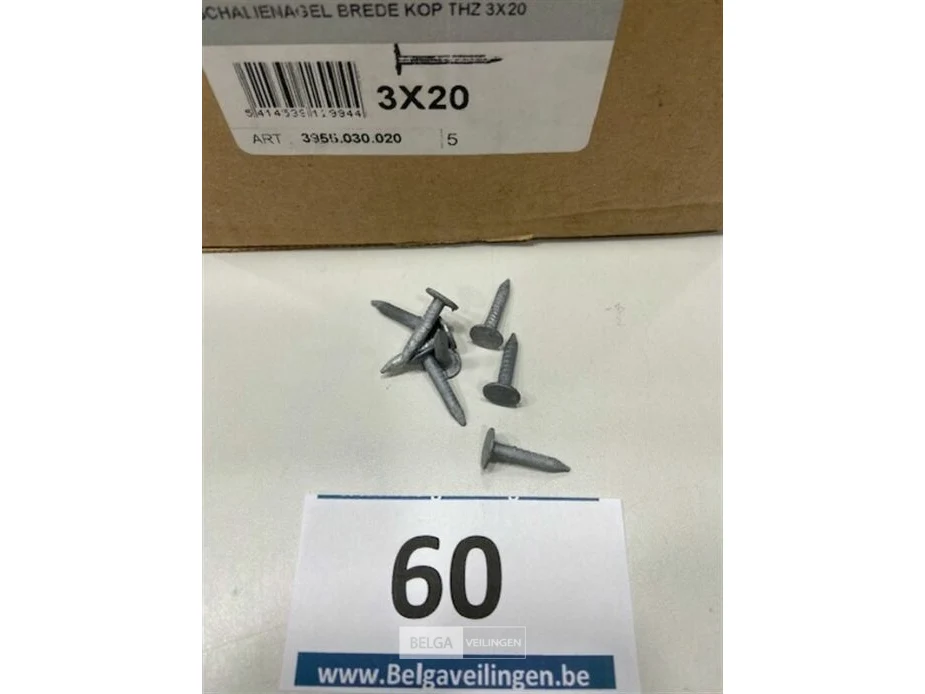 SCHALIENAGEL BREDE KOP THZ 3X20
3X20
ART 3955.030.020 5
60
BELGA VEILINGEN
www.Belgaveilingen.be